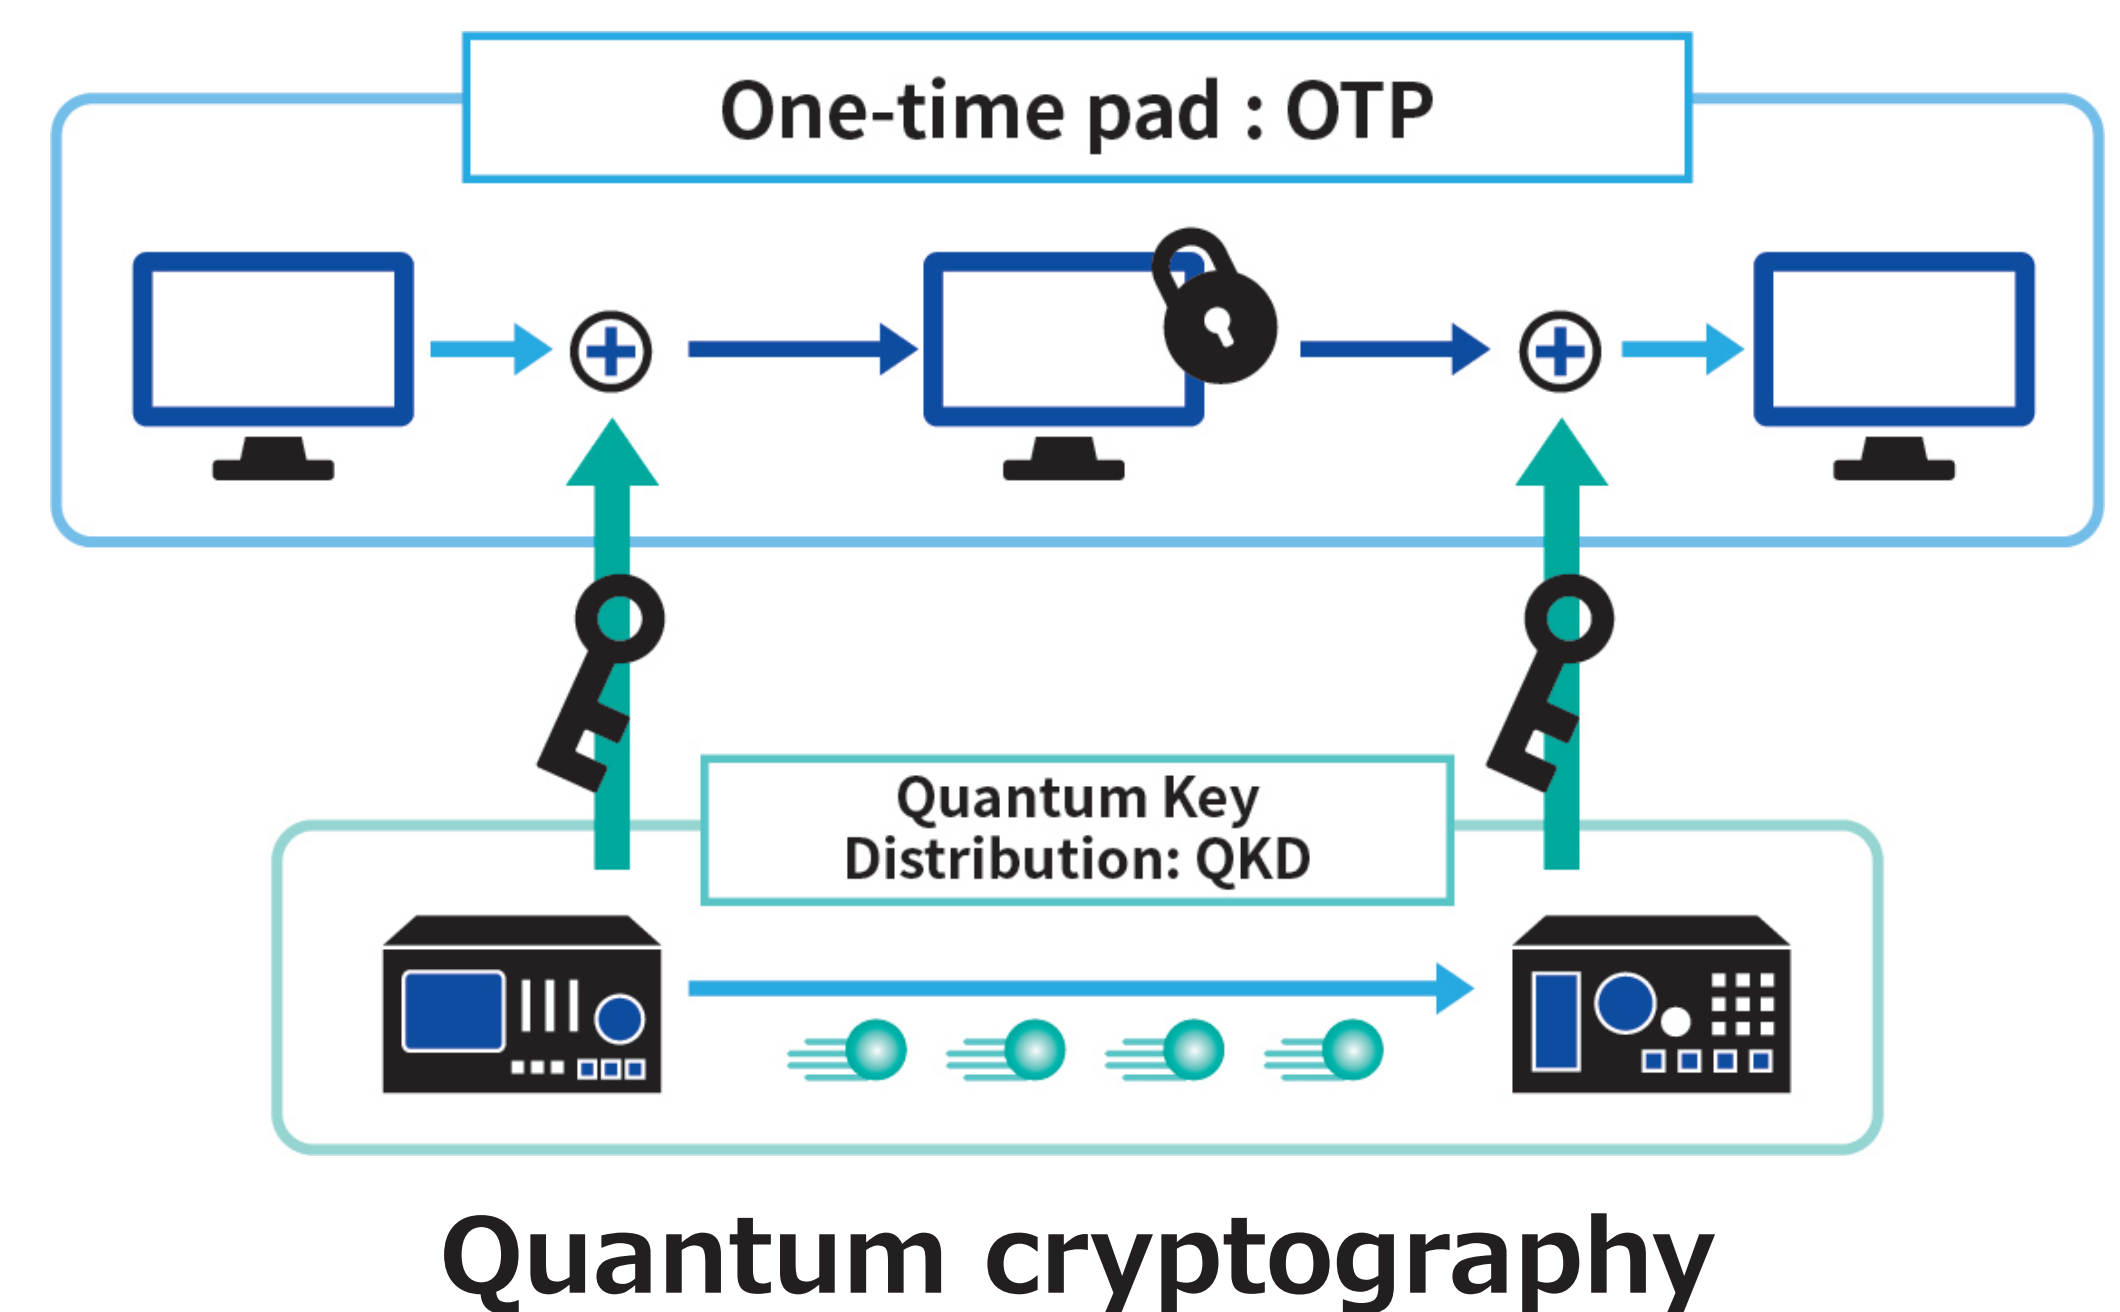 One-time pad : OTP
Quantum Key
Distribution: QKD
Quantum cryptography